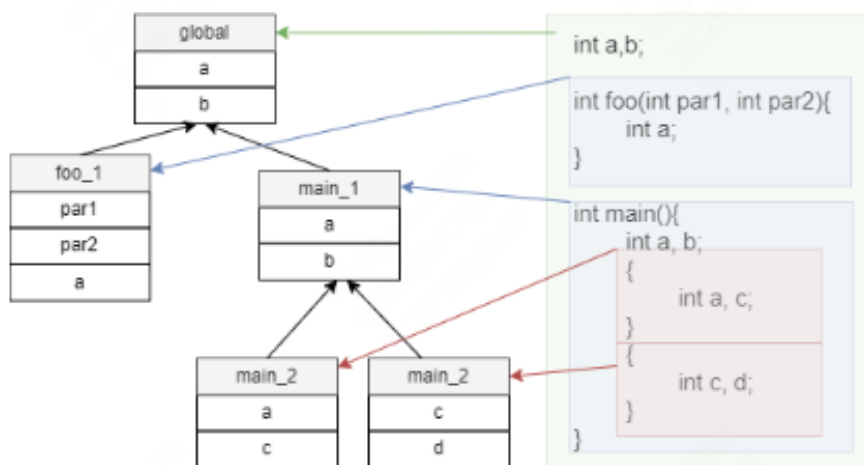 global
a
b
foo_1
par1
par2
a
main_1
a
b
main_2
a
c
main_2
c
d
int a,b;
int foo(int par1, int par2){
int a;
}
int main(){
int a, b;
{
int a, c;
}
{
int c, d;
}
}